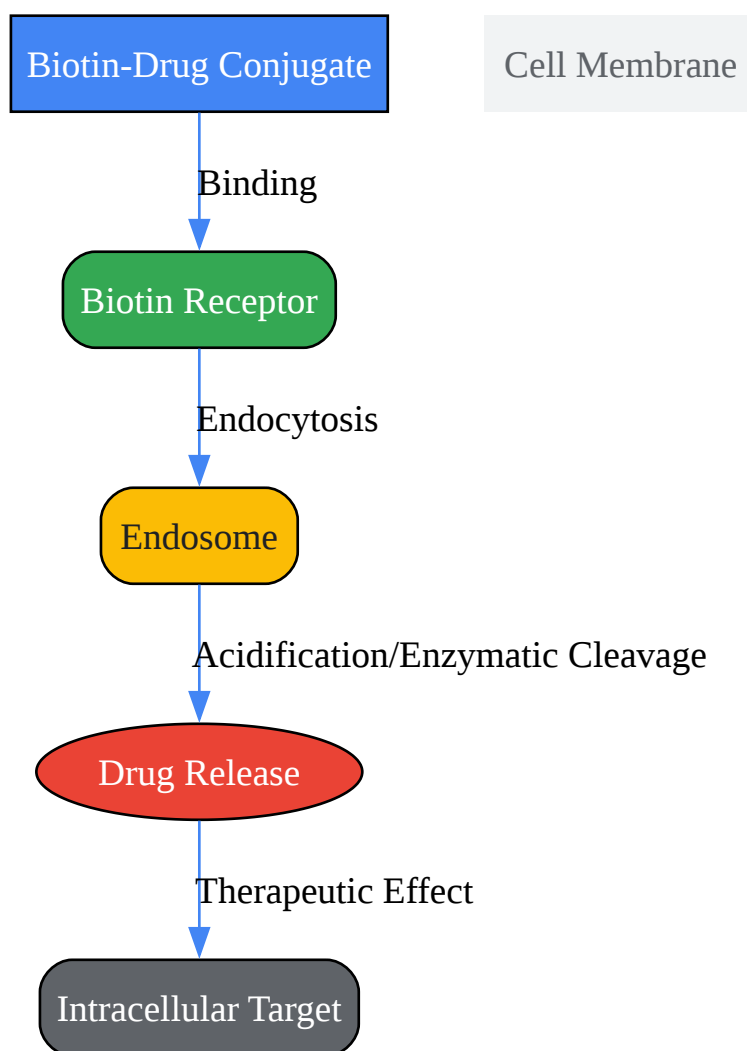 Biotin-Drug Conjugate
Cell Membrane
Binding
Biotin Receptor
Endocytosis
Endosome
Acidification/Enzymatic Cleavage
Drug Release
Therapeutic Effect
Intracellular Target